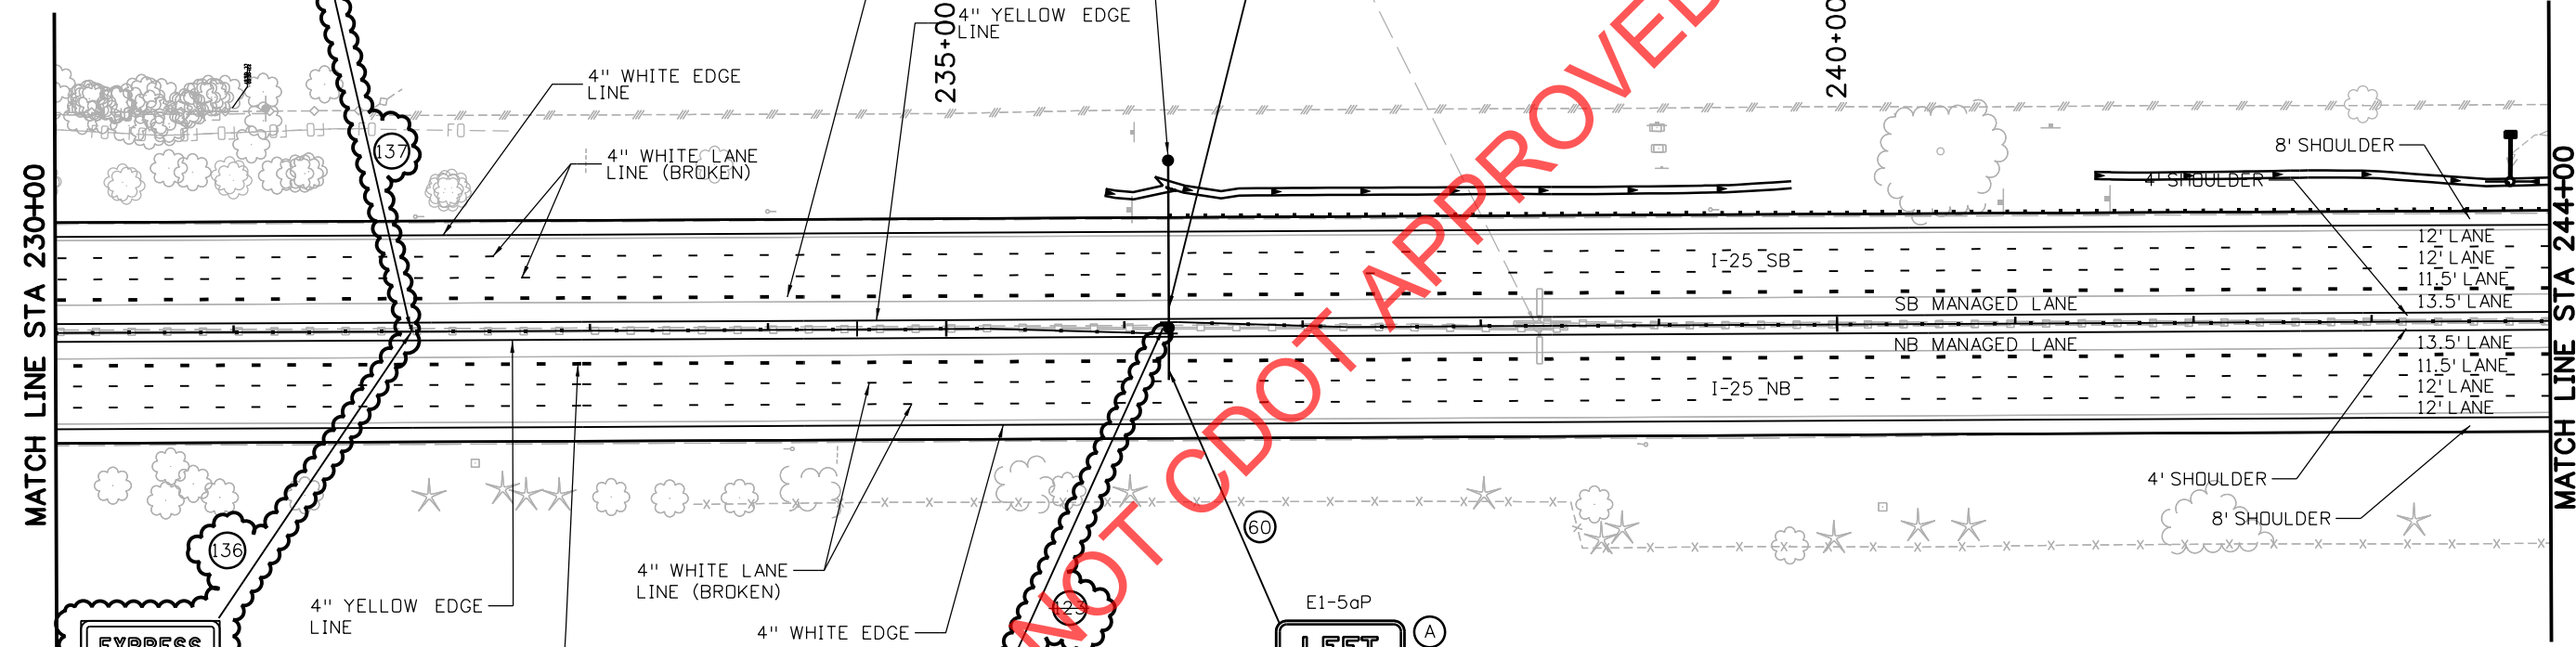 MATCH LINE STA 230+00
4" YELLOW EDGE
LINE
235+00
240+00
4" WHITE EDGE
LINE
137
4" WHITE LANE
LINE (BROKEN)
FO
8' SHOULDER
4' SHOULDER
I-25 SB
SB MANAGED LANE
NB MANAGED LANE
I-25 NB
12' LANE
12' LANE
11.5' LANE
13.5' LANE
13.5' LANE
11.5' LANE
12' LANE
12' LANE
MATCH LINE STA 244+00
4' SHOULDER
8' SHOULDER
136
60
4" WHITE LANE
LINE (BROKEN)
4" YELLOW EDGE
LINE
123
4" WHITE EDGE
E1-5aP
A
EXPRESS
LEFT
NOT CDOT APPROVED